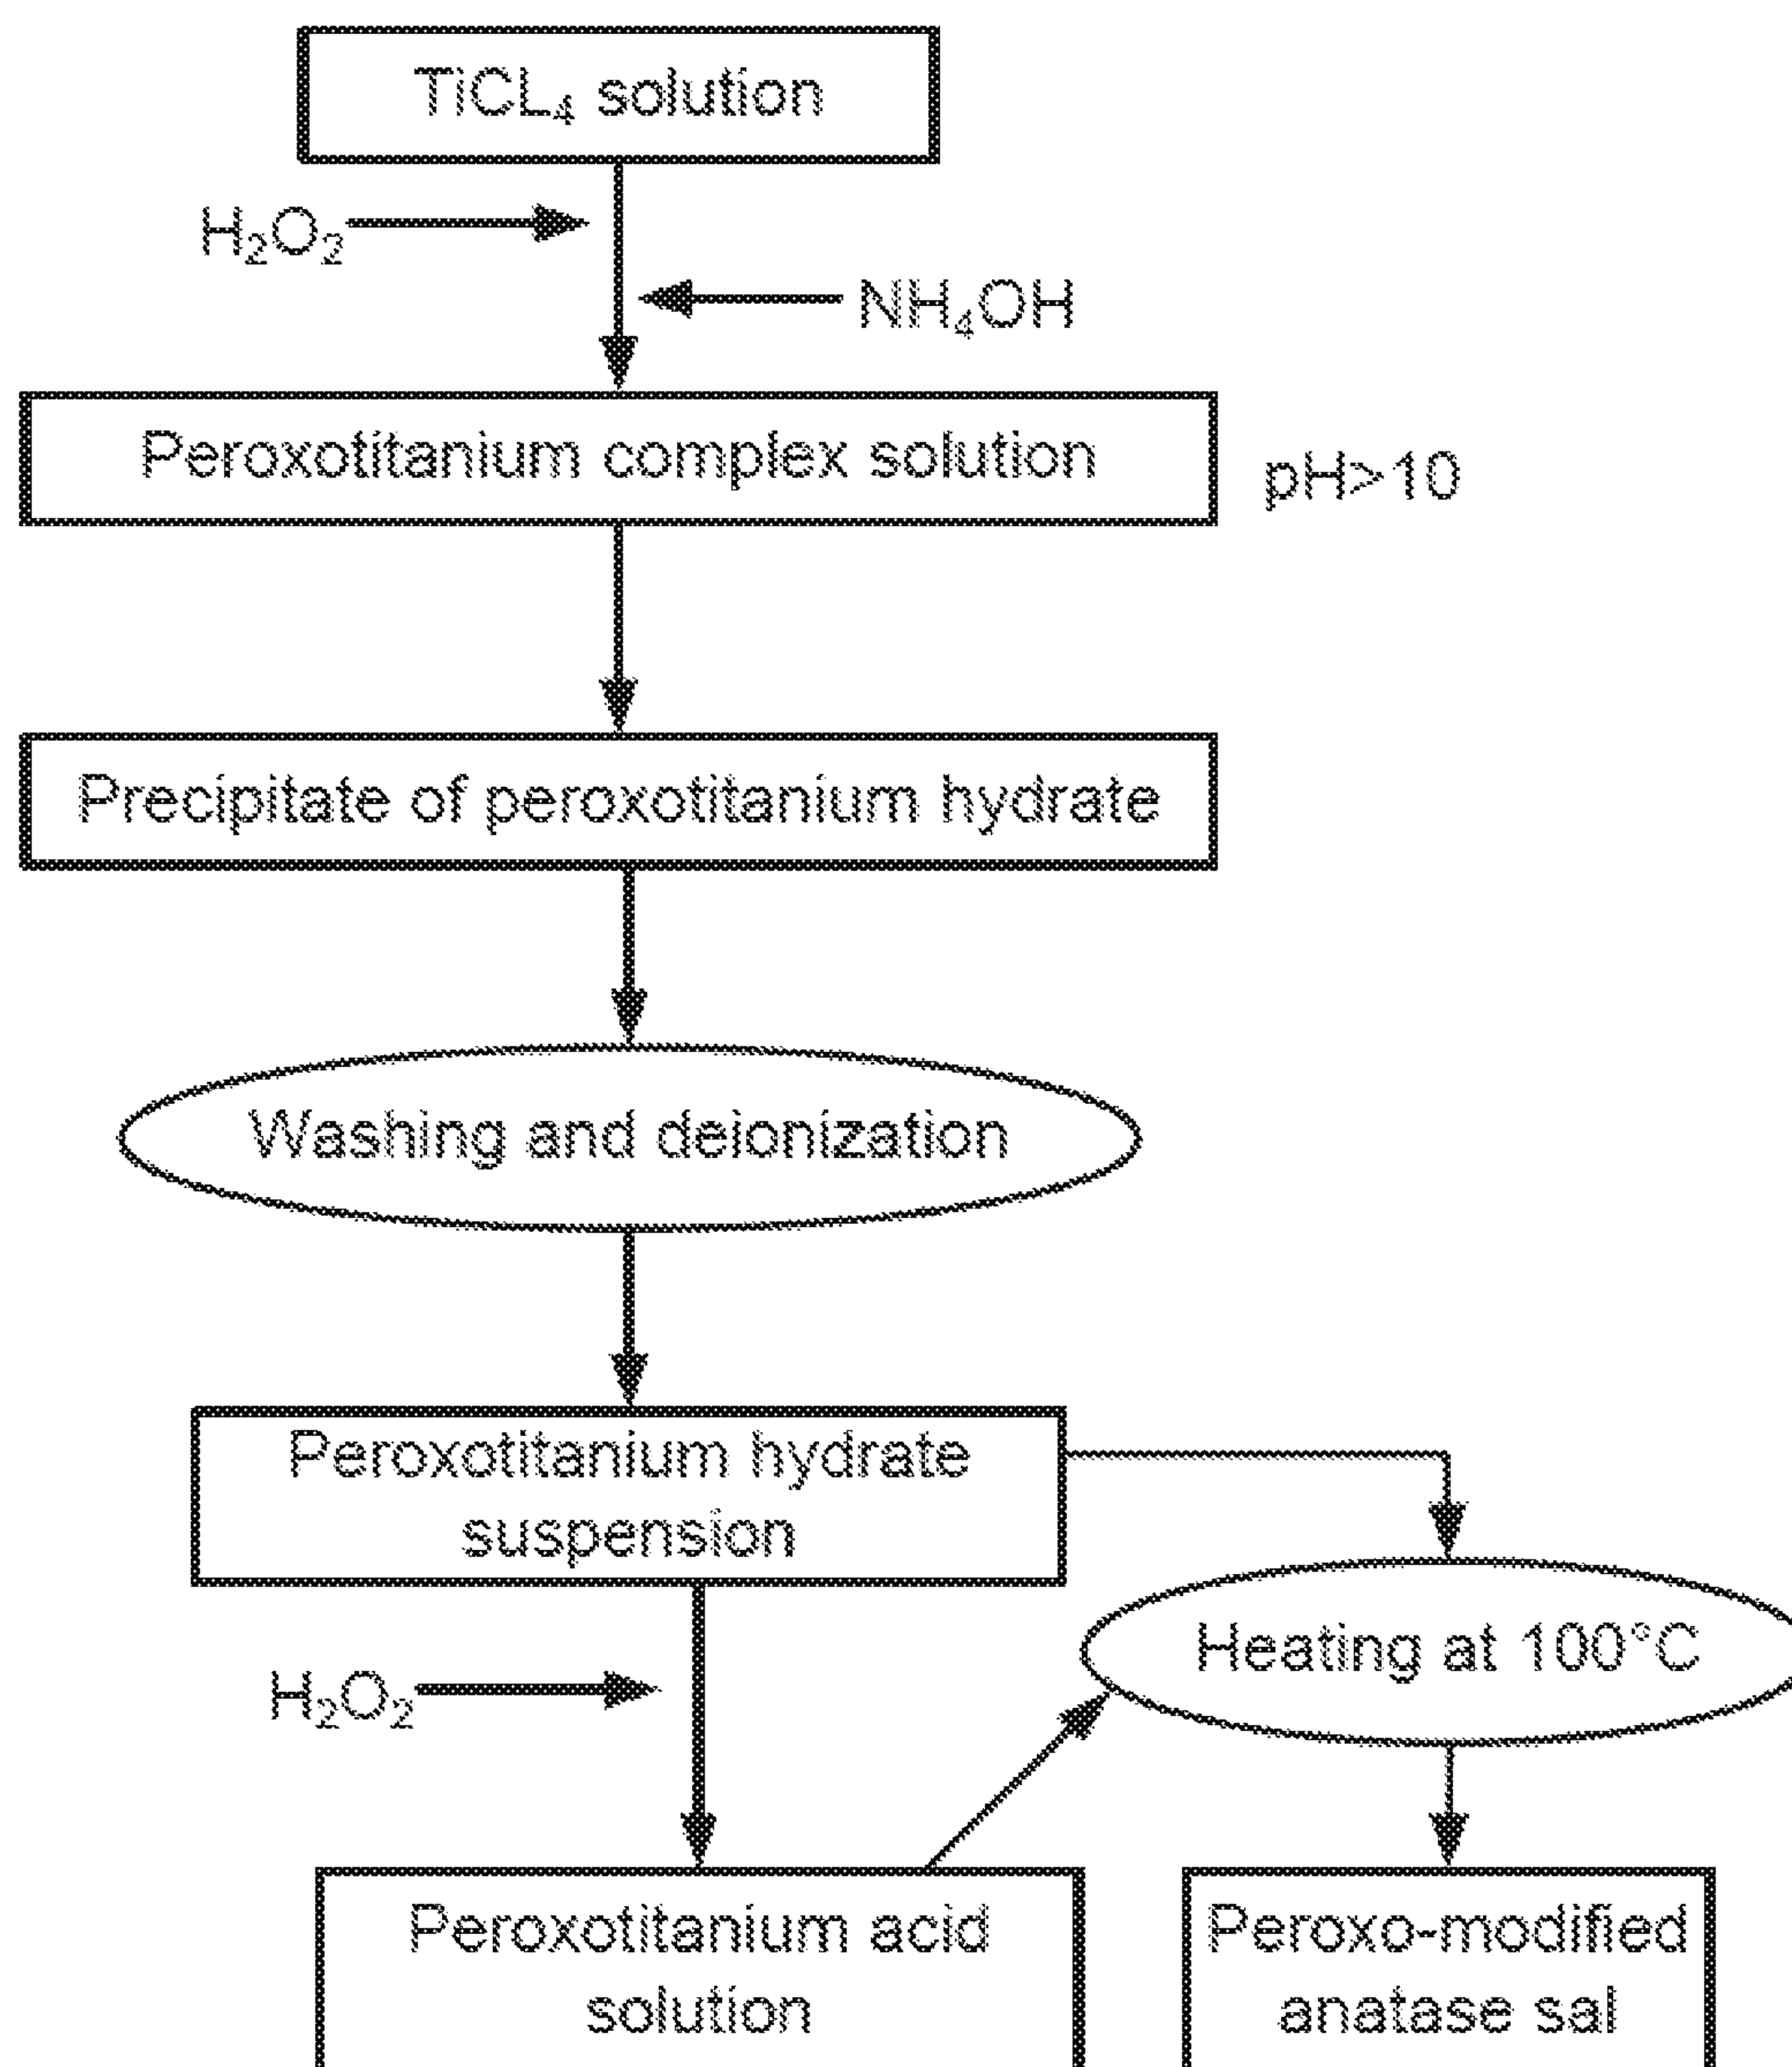 TiCL₄ solution
H₂O₂
NH₄OH
Peroxotitanium complex solution
pH>10
Precipitate of peroxotitanium hydrate
Washing and deionization
Peroxotitanium hydrate
suspension
Heating at 100°C
H₂O₂
Peroxotitanium acid
solution
Peroxo-modified
anatase sal